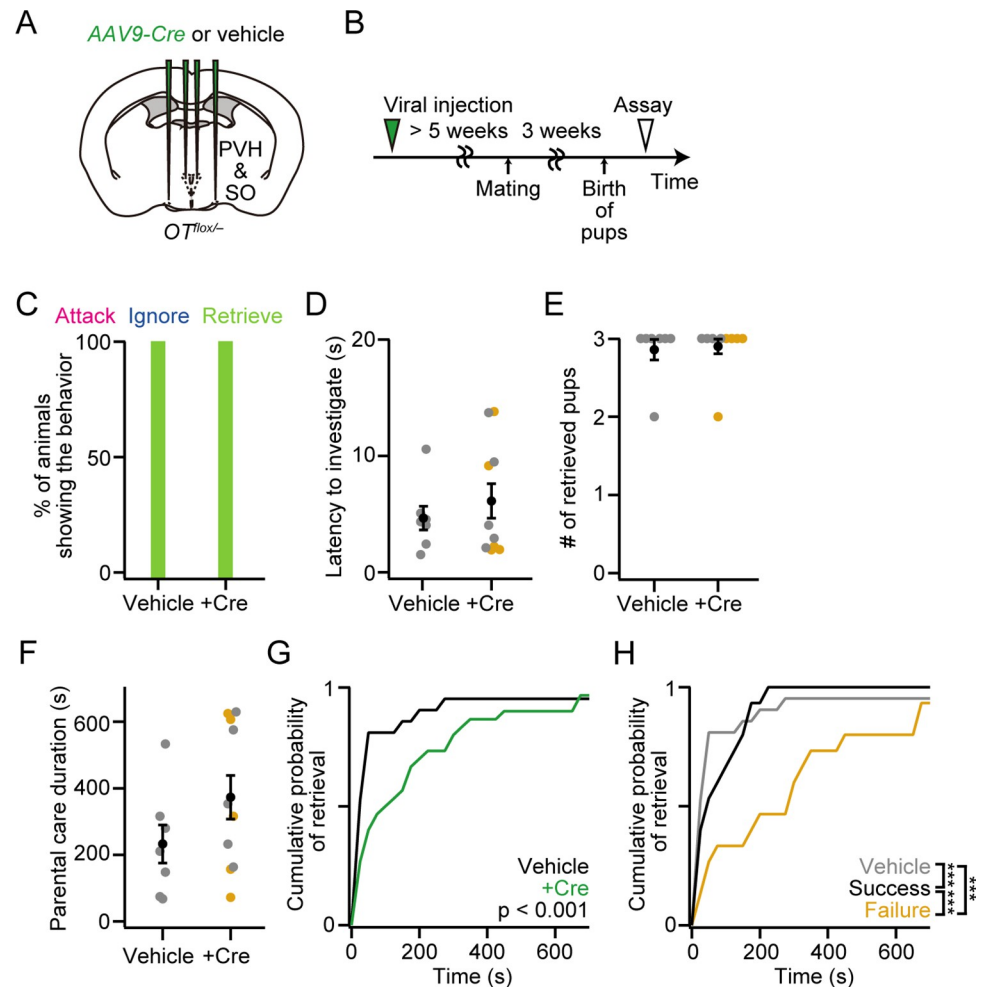 A
AAV9-Cre or vehicle
PVH
&
SO
OTflox/–
B
Viral injection
> 5 weeks
3 weeks
Assay
Mating
Birth
of
pups
Time
C
Attack Ignore Retrieve
% of animals
showing the behavior
100
50
0
Vehicle +Cre
D
Latency to investigate (s)
20
10
0
Vehicle +Cre
E
# of retrieved pups
3
2
1
0
Vehicle +Cre
F
Parental care duration (s)
600
400
200
0
Vehicle +Cre
G
Cumulative probability
of retrieval
1
0
Vehicle
+Cre
p < 0.001
0 200 400 600
Time (s)
H
Cumulative probability
of retrieval
1
0
Vehicle
Success
Failure
0 200 400 600
Time (s)